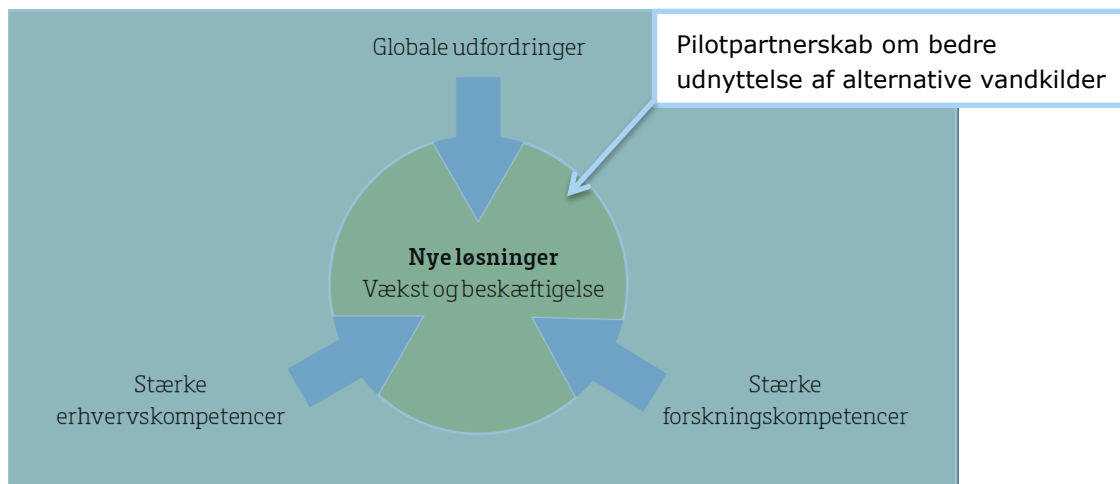 Globale udfordringer
Pilotpartnerskab om bedre
udnyttelse af alternative vandkilder
Nye løsninger
Vækst og beskæftigelse
Stærke
erhvervskompetencer
Stærke
forskningskompetencer